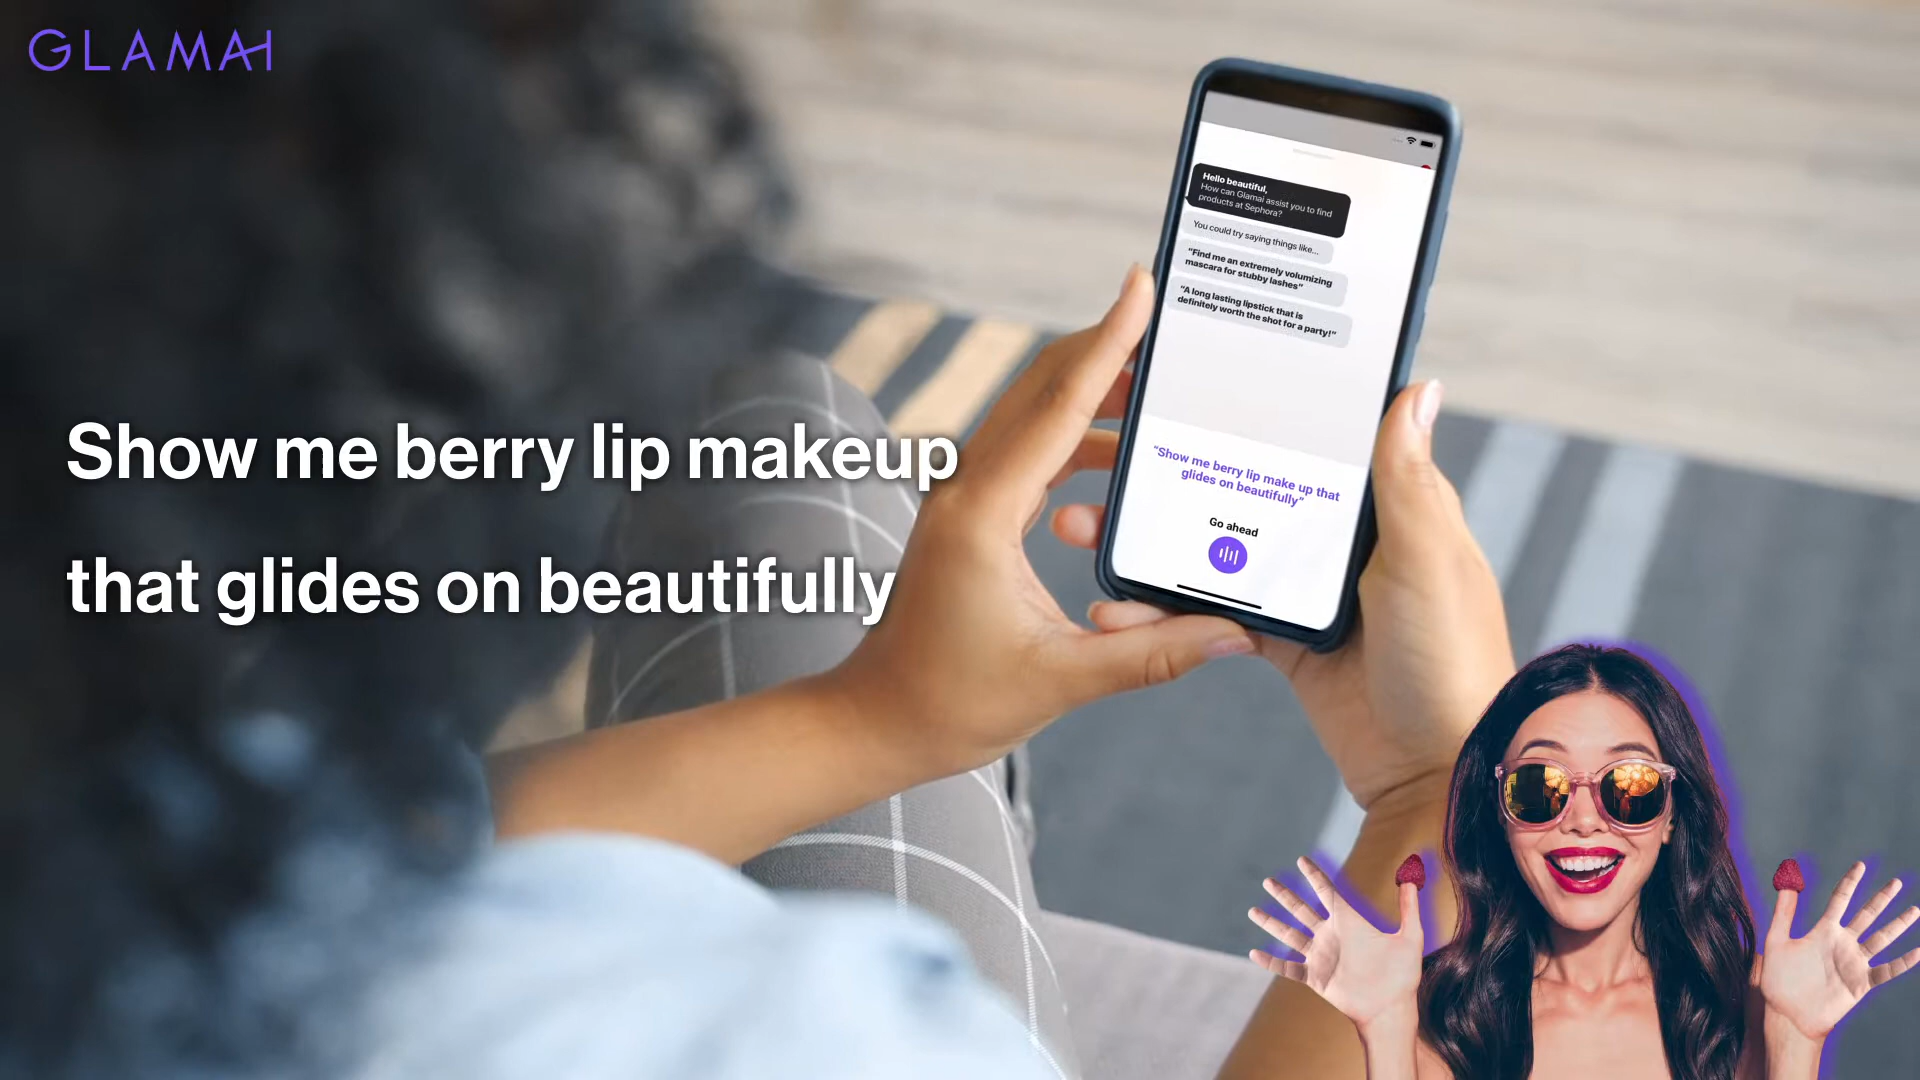 GLAMAI
Hello beautiful,
How can Glamai assist you to find
products at Sephora?
You could try saying things like...
"Find me an extremely volumizing
mascara for stubby lashes"
"A long lasting lipstick that is
definitely worth the shot for a party!"
Show me berry lip makeup
that glides on beautifully
"Show me berry lip make up that
glides on beautifully"
Go ahead